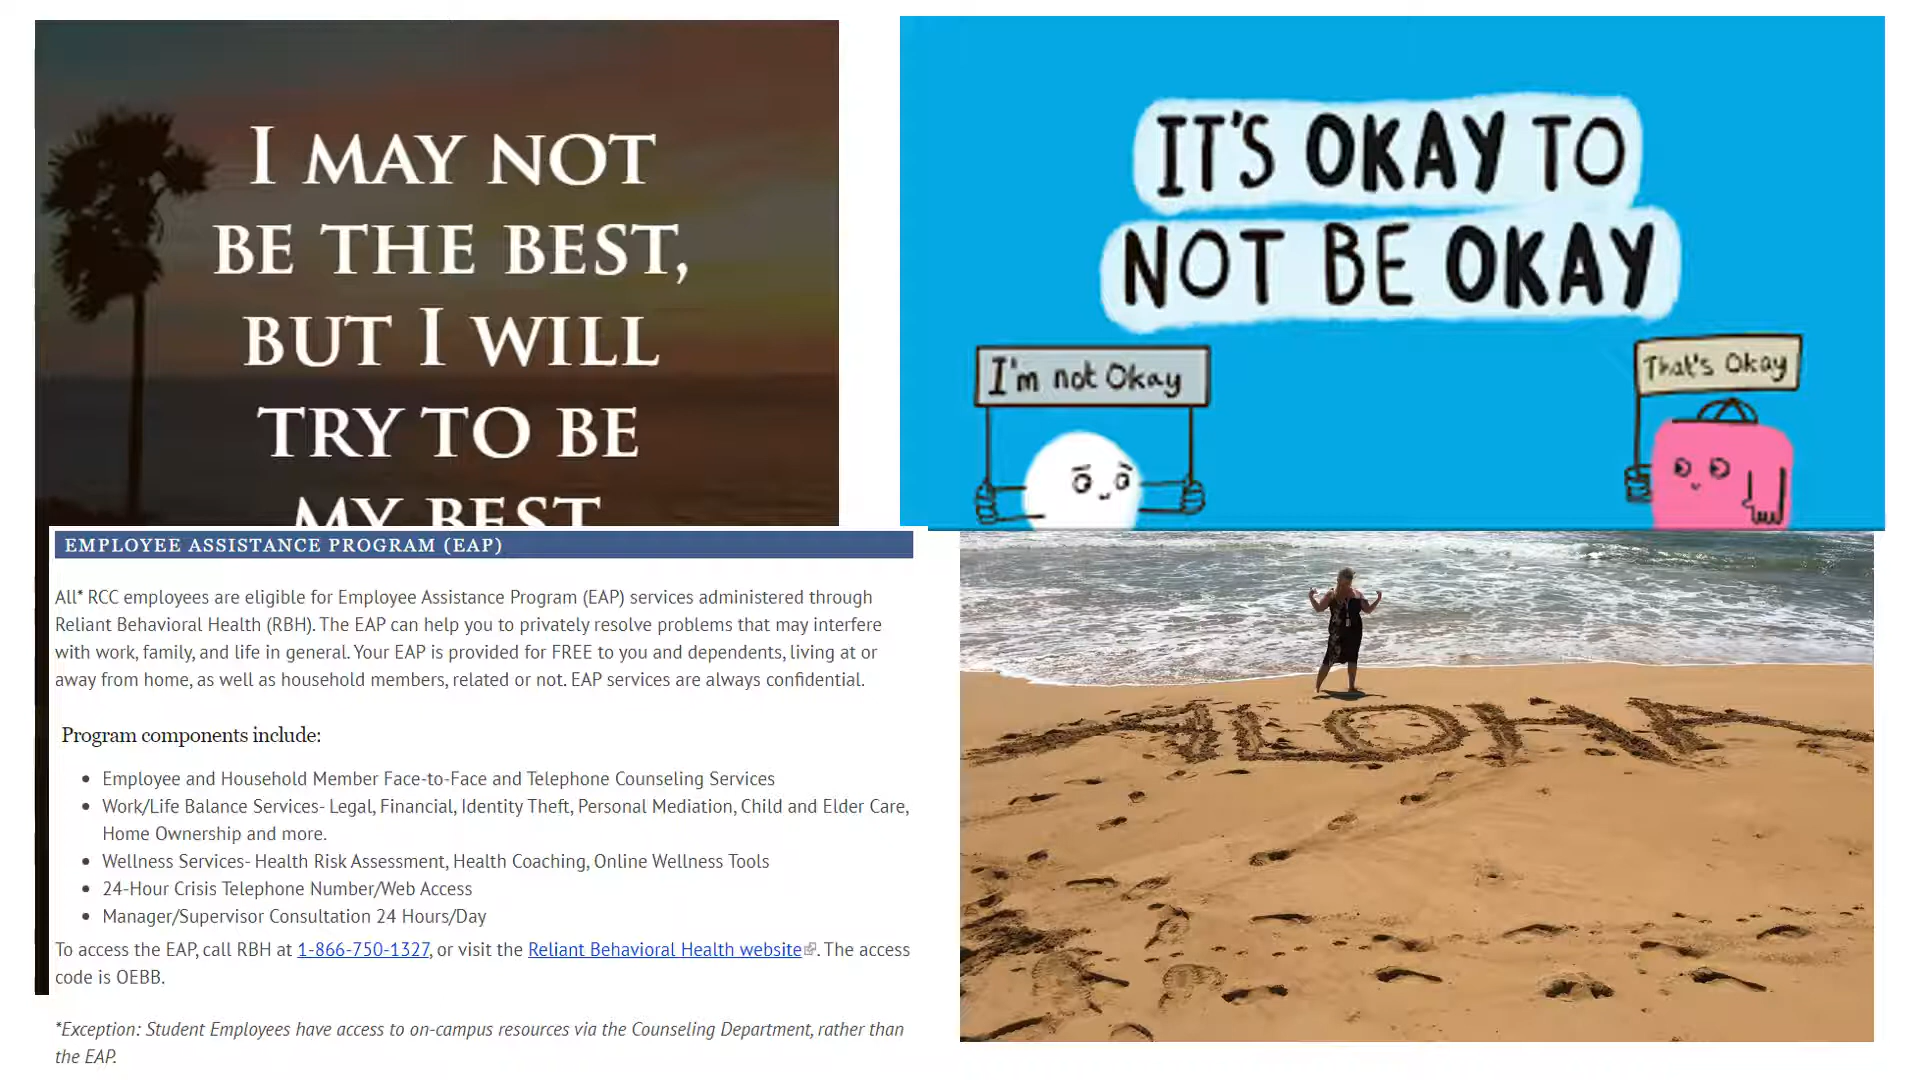 I MAY NOT
BE THE BEST,
BUT I WILL
TRY TO BE
MY BEST
IT'S OKAY TO
NOT BE OKAY
I'm not Okay
That's Okay
EMPLOYEE ASSISTANCE PROGRAM (EAP)
All* RCC employees are eligible for Employee Assistance Program (EAP) services administered through
Reliant Behavioral Health (RBH). The EAP can help you to privately resolve problems that may interfere
with work, family, and life in general. Your EAP is provided for FREE to you and dependents, living at or
away from home, as well as household members, related or not. EAP services are always confidential.
Program components include:
• Employee and Household Member Face-to-Face and Telephone Counseling Services
• Work/Life Balance Services- Legal, Financial, Identity Theft, Personal Mediation, Child and Elder Care,
Home Ownership and more.
• Wellness Services- Health Risk Assessment, Health Coaching, Online Wellness Tools
• 24-Hour Crisis Telephone Number/Web Access
• Manager/Supervisor Consultation 24 Hours/Day
To access the EAP, call RBH at 1-866-750-1327, or visit the Reliant Behavioral Health website. The access
code is OEBB.
*Exception: Student Employees have access to on-campus resources via the Counseling Department, rather than
the EAP.
ALOHA